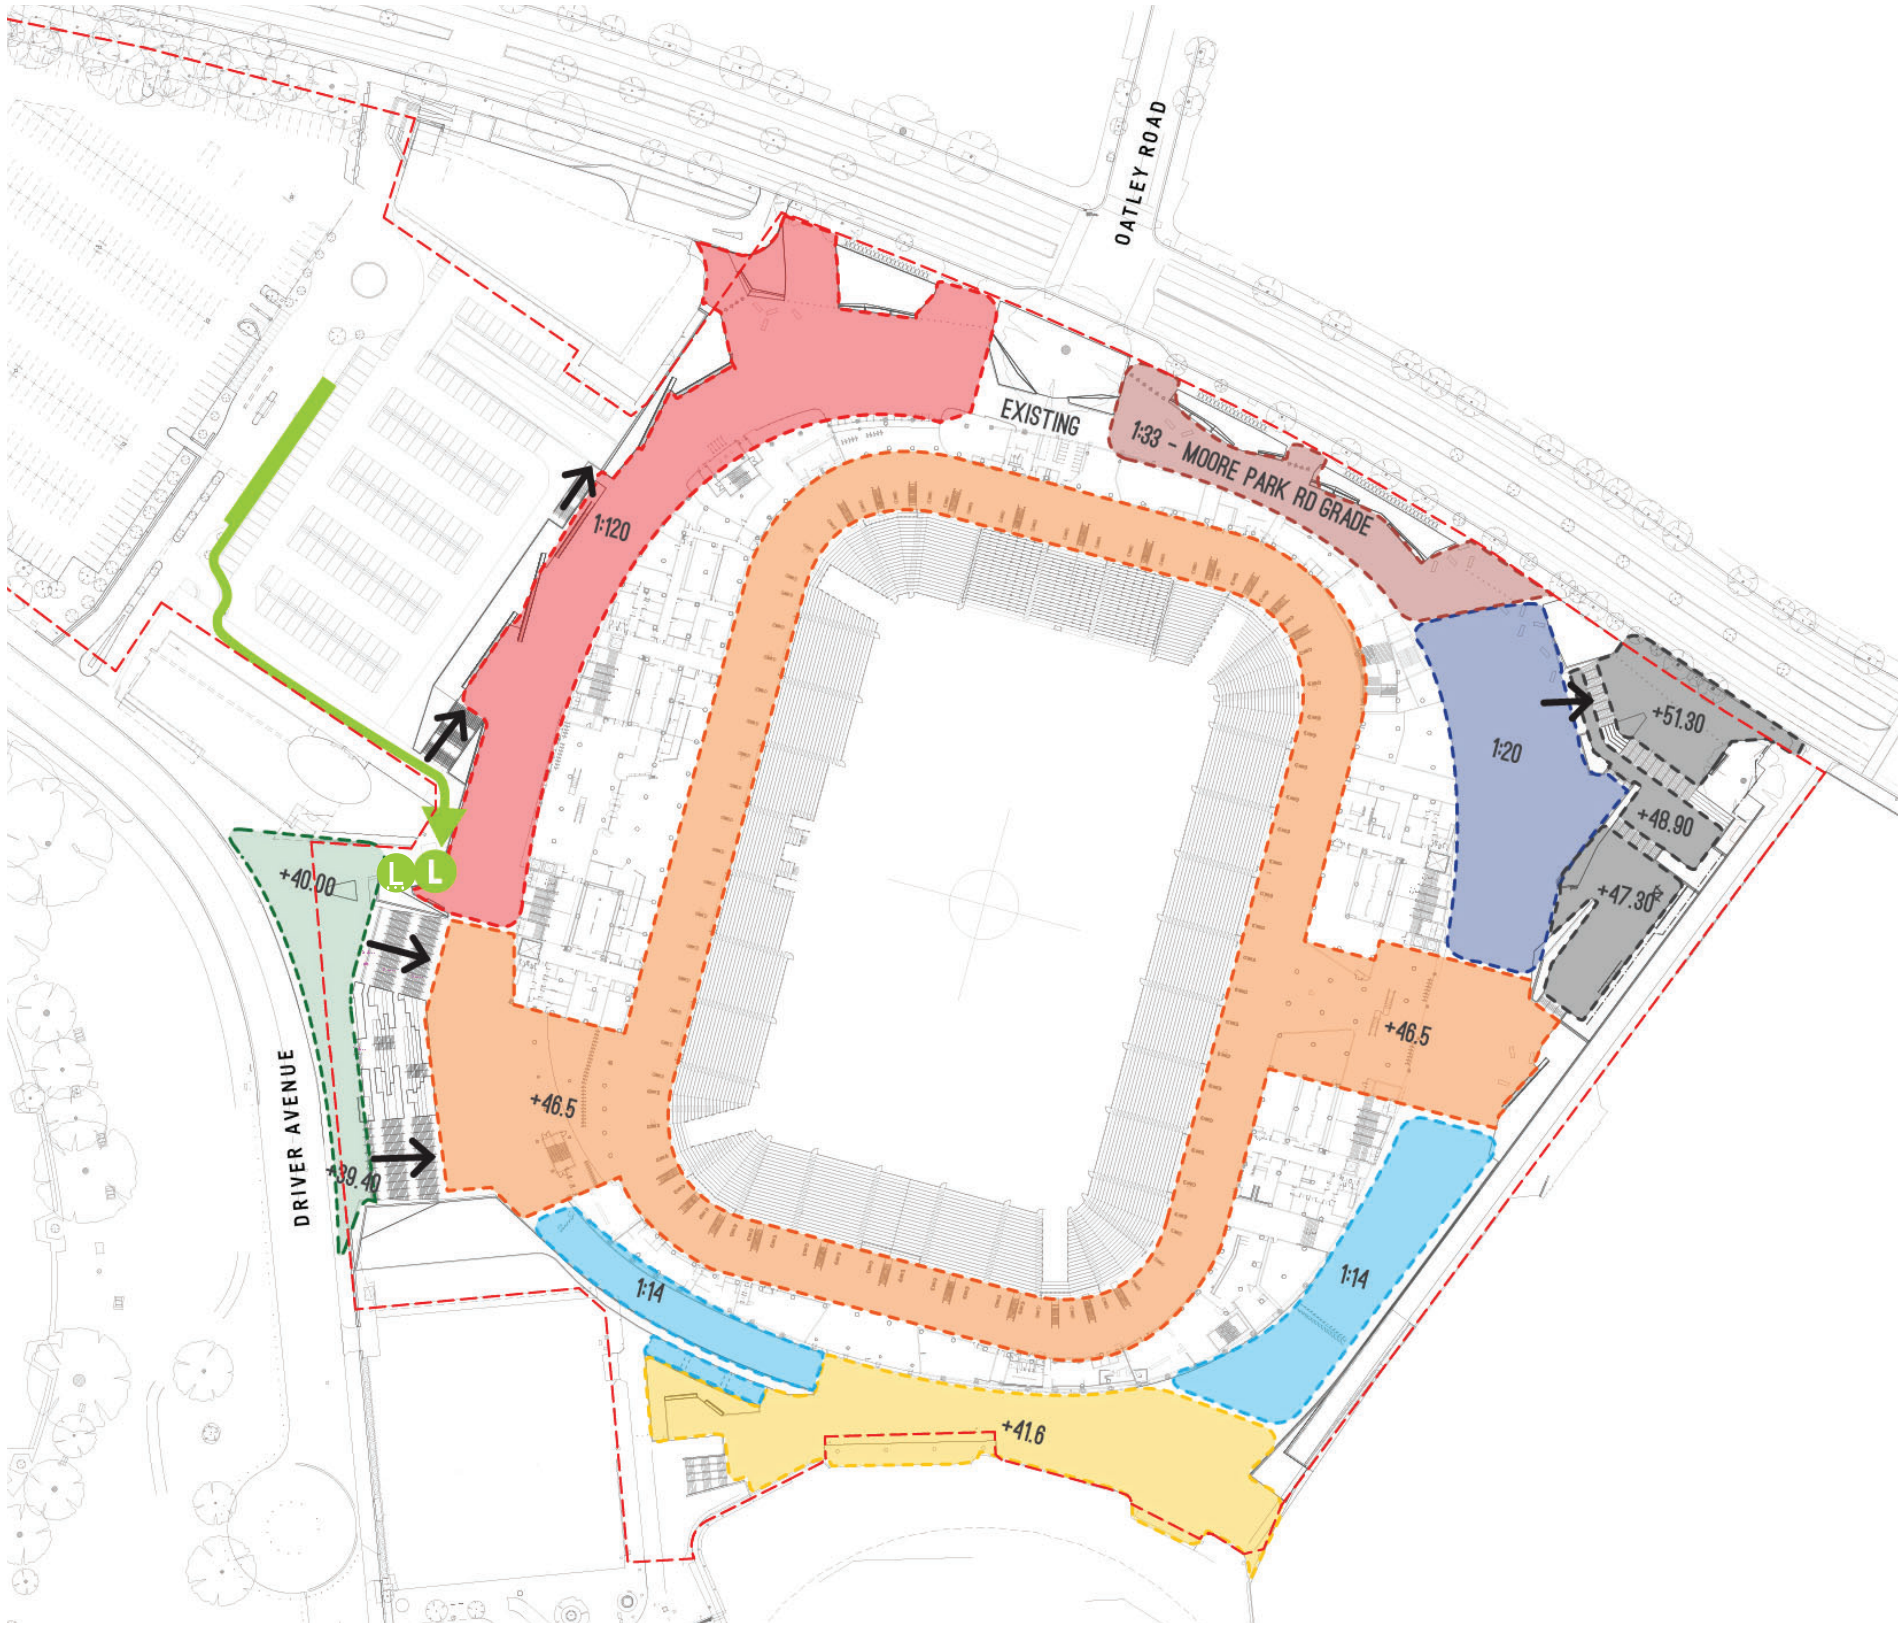 OATLEY ROAD
EXISTING
1:33 - MOORE PARK RD GRADE
1:120
+51.30
1:20
+48.90
+47.30
+40.00
L
L
+46.5
+46.5
DRIVER AVENUE
+39.40
1:14
1:14
+41.6